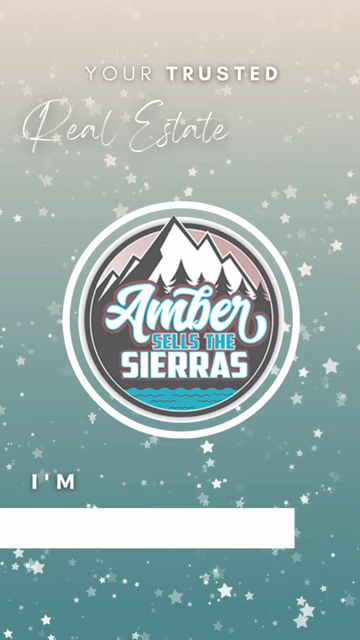 YOUR TRUSTED
Real Estate
Amber
SELLS THE
SIERRAS
I'M